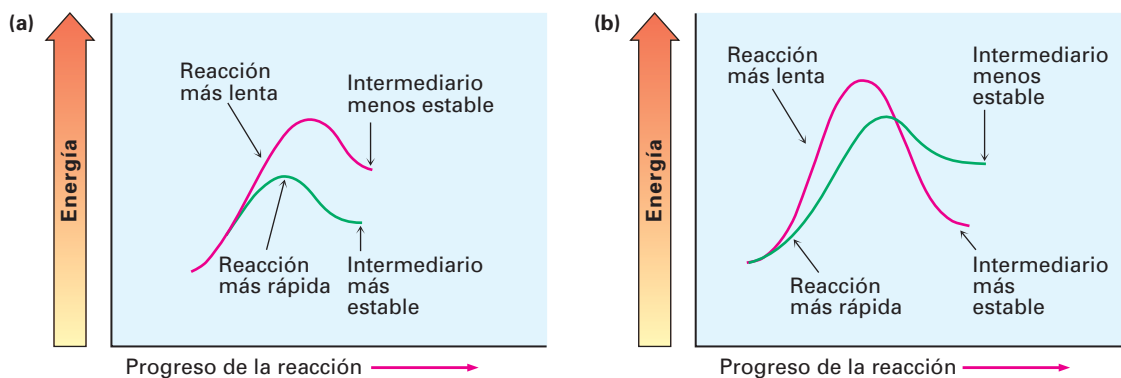 (a)
Energía
Reacción
más lenta
Intermediario
menos estable
Reacción
más rápida
Intermediario
más
estable
Progreso de la reacción
(b)
Energía
Reacción
más lenta
Intermediario
menos
estable
Reacción
más rápida
Intermediario
más
estable
Progreso de la reacción